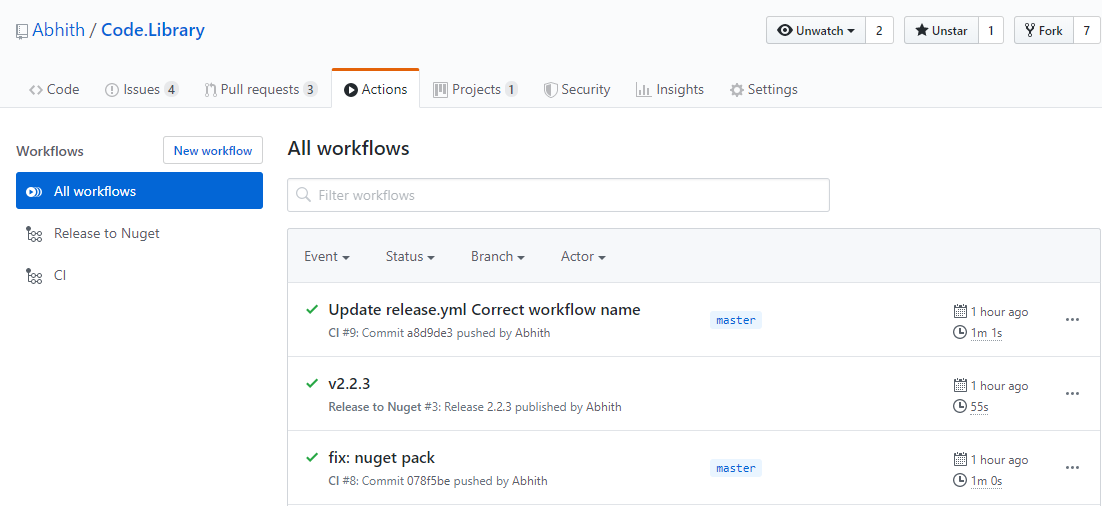 Abhith / Code.Library
Unwatch 2 Unstar 1 Fork 7
Code Issues 4 Pull requests 3 Actions Projects 1 Security Insights Settings
Workflows New workflow
All workflows
Release to Nuget
CI
All workflows
Filter workflows
Event Status Branch Actor
Update release.yml Correct workflow name
CI #9: Commit a8d9de3 pushed by Abhith
master
1 hour ago
1m 1s
v2.2.3
Release to Nuget #3: Release 2.2.3 published by Abhith
1 hour ago
55s
fix: nuget pack
CI #8: Commit 078f5be pushed by Abhith
master
1 hour ago
1m 0s